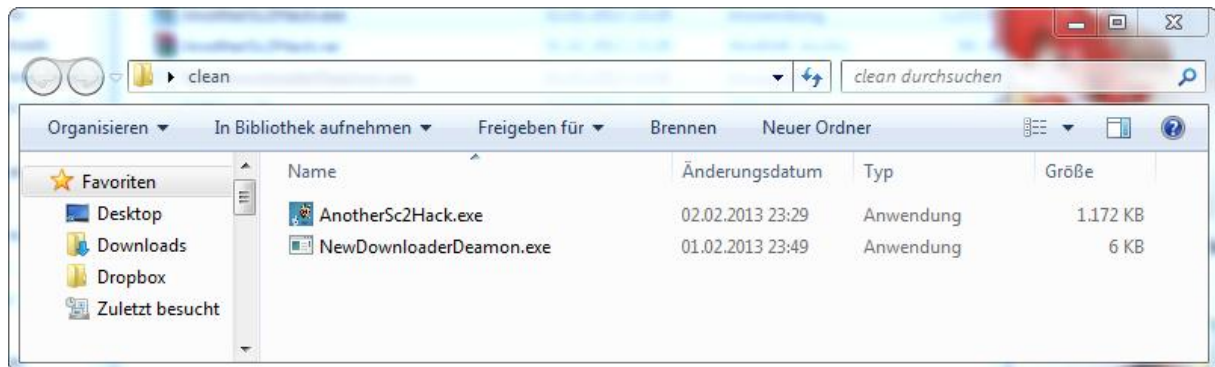 clean
clean durchsuchen
Organisieren
In Bibliothek aufnehmen
Freigeben für
Brennen
Neuer Ordner
Favoriten
Desktop
Downloads
Dropbox
Zuletzt besucht
Name Änderungsdatum Typ Größe
AnotherSc2Hack.exe 02.02.2013 23:29 Anwendung 1.172 KB
NewDownloaderDeamon.exe 01.02.2013 23:49 Anwendung 6 KB